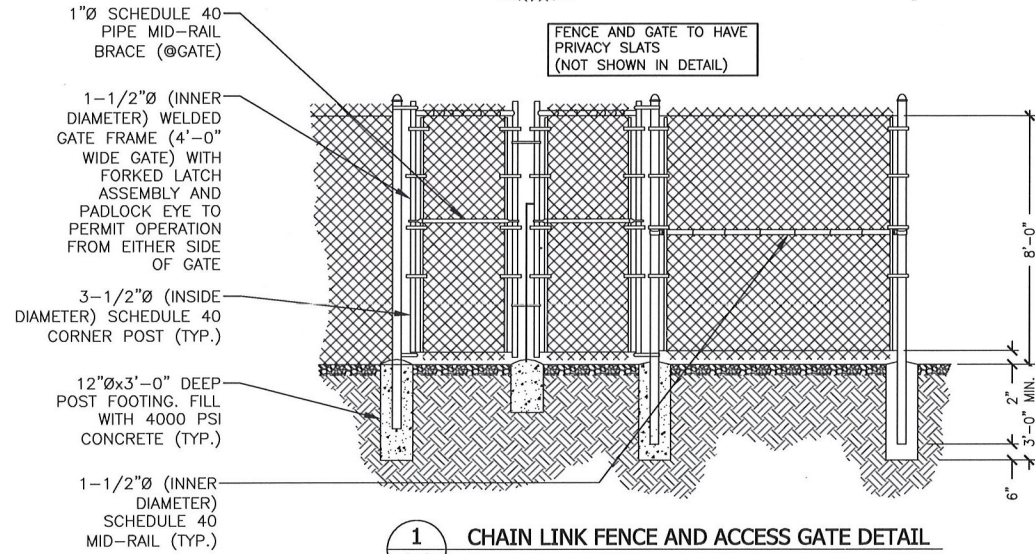 1"Ø SCHEDULE 40
PIPE MID-RAIL
BRACE (@GATE)
FENCE AND GATE TO HAVE
PRIVACY SLATS
(NOT SHOWN IN DETAIL)
1-1/2"Ø (INNER
DIAMETER) WELDED
GATE FRAME (4'-0"
WIDE GATE) WITH
FORKED LATCH
ASSEMBLY AND
PADLOCK EYE TO
PERMIT OPERATION
FROM EITHER SIDE
OF GATE
3-1/2"Ø (INSIDE
DIAMETER) SCHEDULE 40
CORNER POST (TYP.)
12"Øx3'-0" DEEP
POST FOOTING. FILL
WITH 4000 PSI
CONCRETE (TYP.)
1-1/2"Ø (INNER
DIAMETER)
SCHEDULE 40
MID-RAIL (TYP.)
8'-0"
2"
3'-0" MIN.
6"
1 CHAIN LINK FENCE AND ACCESS GATE DETAIL